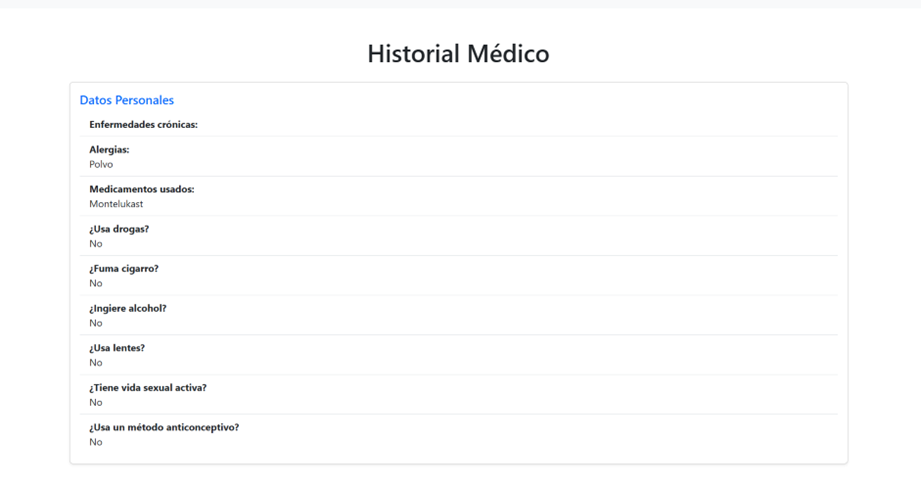 Historial Médico
Datos Personales
Enfermedades crónicas:
Alergias:
Polvo
Medicamentos usados:
Montelukast
¿Usa drogas?
No
¿Fuma cigarro?
No
¿Ingiere alcohol?
No
¿Usa lentes?
No
¿Tiene vida sexual activa?
No
¿Usa un método anticonceptivo?
No